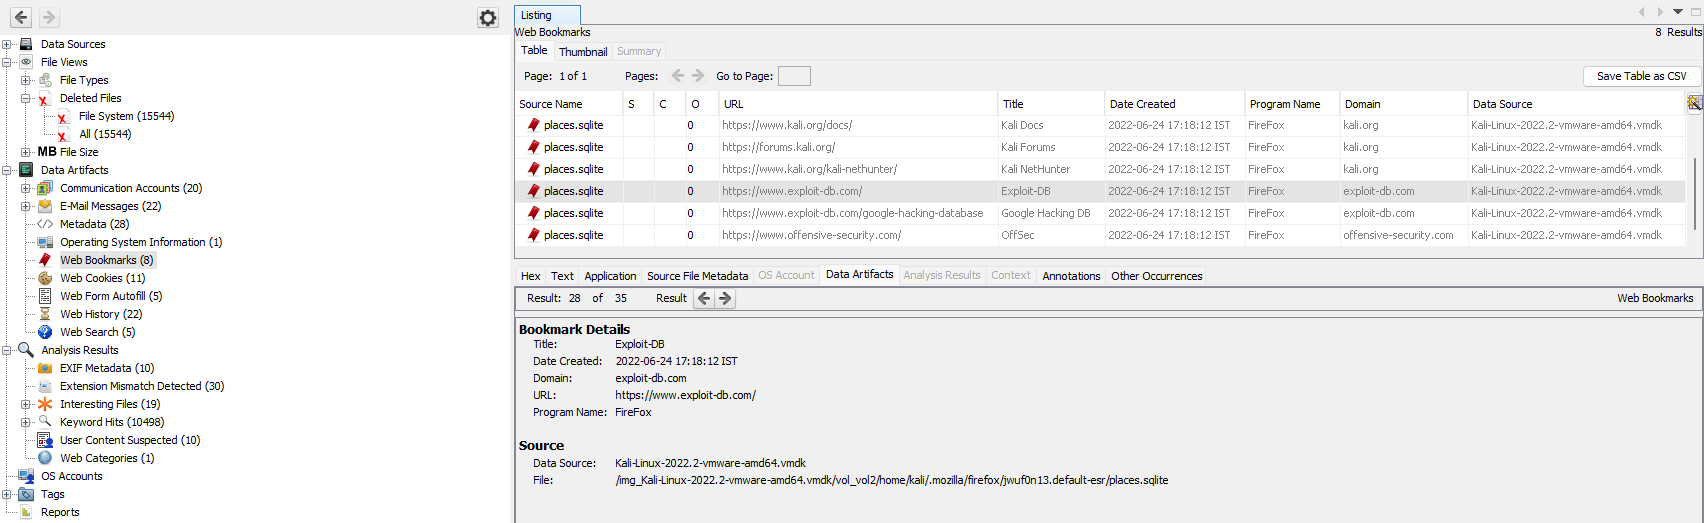 Data Sources
File Views
File Types
Deleted Files
File System (15544)
All (15544)
MB File Size
Data Artifacts
Communication Accounts (20)
E-Mail Messages (22)
Metadata (28)
Operating System Information (1)
Web Bookmarks (8)
Web Cookies (11)
Web Form Autofill (5)
Web History (22)
Web Search (5)
Analysis Results
EXIF Metadata (10)
Extension Mismatch Detected (30)
Interesting Files (19)
Keyword Hits (10498)
User Content Suspected (10)
Web Categories (1)
OS Accounts
Tags
Reports
Listing
Web Bookmarks 8 Results
Table Thumbnail Summary
Page: 1 of 1 Pages: Go to Page: Save Table as CSV
Source Name S C O URL Title Date Created Program Name Domain Data Source
places.sqlite 0 https://www.kali.org/docs/ Kali Docs 2022-06-24 17:18:12 IST FireFox kali.org Kali-Linux-2022.2-vmware-amd64.vmdk
places.sqlite 0 https://forums.kali.org/ Kali Forums 2022-06-24 17:18:12 IST FireFox kali.org Kali-Linux-2022.2-vmware-amd64.vmdk
places.sqlite 0 https://www.kali.org/kali-nethunter/ Kali NetHunter 2022-06-24 17:18:12 IST FireFox kali.org Kali-Linux-2022.2-vmware-amd64.vmdk
places.sqlite 0 https://www.exploit-db.com/ Exploit-DB 2022-06-24 17:18:12 IST FireFox exploit-db.com Kali-Linux-2022.2-vmware-amd64.vmdk
places.sqlite 0 https://www.exploit-db.com/google-hacking-database Google Hacking DB 2022-06-24 17:18:12 IST FireFox exploit-db.com Kali-Linux-2022.2-vmware-amd64.vmdk
places.sqlite 0 https://www.offensive-security.com/ OffSec 2022-06-24 17:18:12 IST FireFox offensive-security.com Kali-Linux-2022.2-vmware-amd64.vmdk
Hex Text Application Source File Metadata OS Account Data Artifacts Analysis Results Context Annotations Other Occurrences
Result: 28 of 35 Result Web Bookmarks
Bookmark Details
Title: Exploit-DB
Date Created: 2022-06-24 17:18:12 IST
Domain: exploit-db.com
URL: https://www.exploit-db.com/
Program Name: FireFox
Source
Data Source: Kali-Linux-2022.2-vmware-amd64.vmdk
File: /img_Kali-Linux-2022.2-vmware-amd64.vmdk/vol_vol2/home/kali/.mozilla/firefox/jwuf0n13.default-esr/places.sqlite